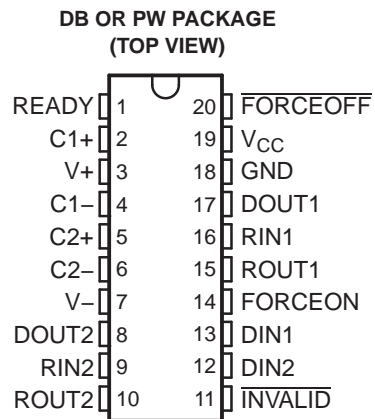 DB OR PW PACKAGE
(TOP VIEW)
READY 1 20 FORCEOFF
C1+ 2 19 VCC
V+ 3 18 GND
C1− 4 17 DOUT1
C2+ 5 16 RIN1
C2− 6 15 ROUT1
V− 7 14 FORCEON
DOUT2 8 13 DIN1
RIN2 9 12 DIN2
ROUT2 10 11 INVALID